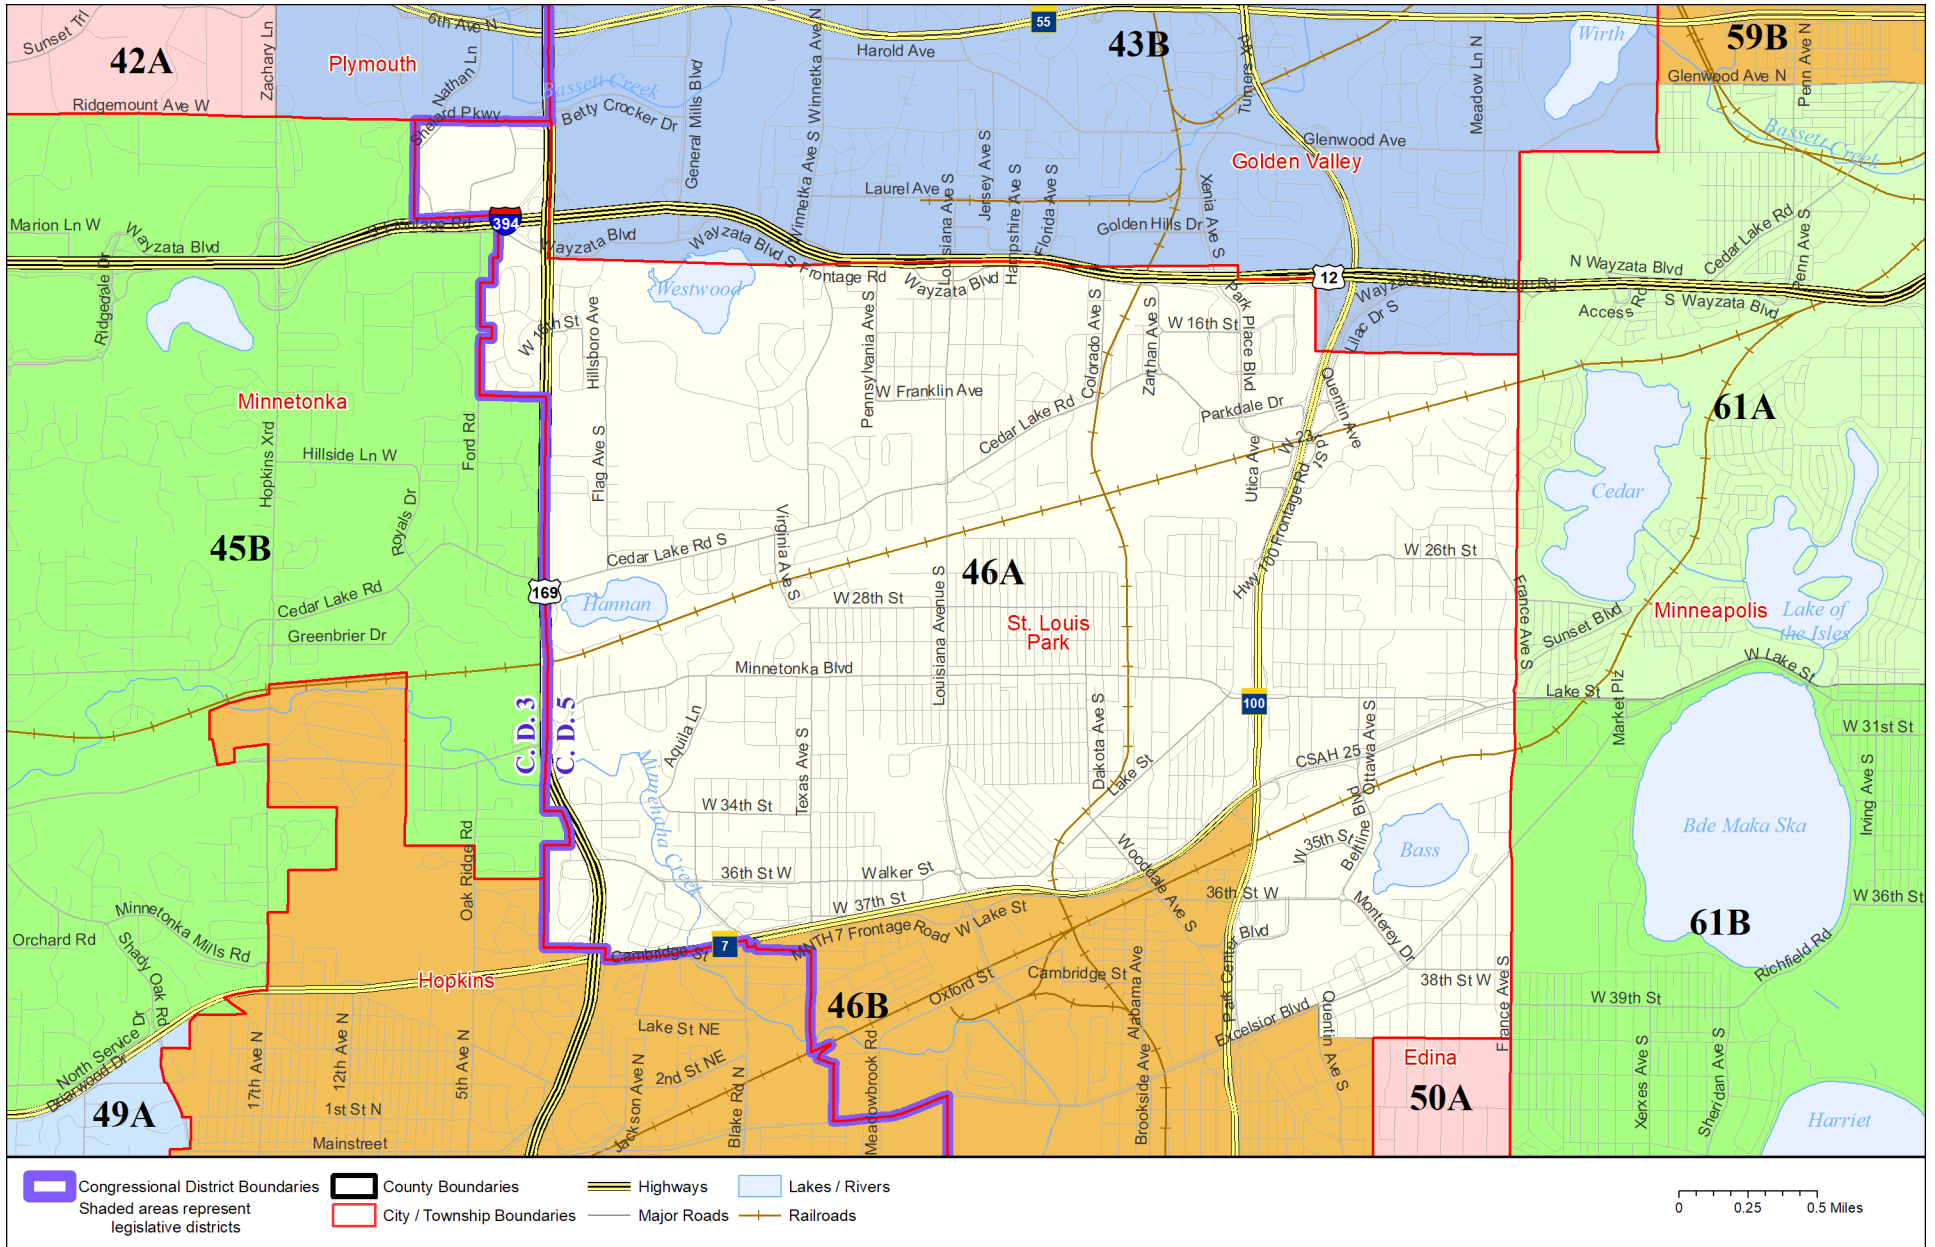 6th Ave N
55
43B
59B
Wirth
Sunset Trl
42A
Zachary Ln
Plymouth
Nathan Ln
Harold Ave
Winnetka Ave N
Turners
Meadow Ln N
Glenwood Ave N
Penn Ave N
Ridgemount Ave W
Shelard Pkwy
Bassett Creek
Betty Crocker Dr
General Mills Blvd
Winnetka Ave S
Glenwood Ave
Golden Valley
Bassett Creek
Laurel Ave
Louisiana Ave S
Jersey Ave S
Hampshire Ave S
Florida Ave S
Xenia Ave S
Golden Hills Dr
Marion Ln W
Wayzata Blvd
Frontage Rd
394
Wayzata Blvd
Wayzata Blvd S
Frontage Rd
Wayzata Blvd
12
N Wayzata Blvd
Cedar Lake Rd
Penn Ave S
S Wayzata Blvd
Access Rd
Ridgedale Dr
Westwood
Park Place Blvd
Lilac Dr S
W 16th St
Hillsboro Ave
Pennsylvania Ave S
Colorado Ave S
Zarthan Ave S
W 16th St
W Franklin Ave
Cedar Lake Rd
Parkdale Dr
Quentin Ave
W 23rd St
Utica Ave
61A
Minnetonka
Hopkins Xrd
Ford Rd
Hillside Ln W
Royals Dr
Flag Ave S
45B
Virginia Ave S
Cedar Lake Rd S
Hwy 100 Frontage Rd
W 26th St
Cedar
46A
169
Hannan
W 28th St
Louisiana Avenue S
St. Louis
Park
Cedar Lake Rd
Greenbrier Dr
France Ave S
Sunset Blvd
Minneapolis
Lake of
the Isles
Minnetonka Blvd
W Lake St
Lake St
Market Plz
C. D. 3
C. D. 5
100
Aquila Ln
Minnehaha Creek
Texas Ave S
Dakota Ave S
Lake St
CSAH 25
Ottawa Ave S
Beltline Blvd
W 31st St
Irving Ave S
W 34th St
W 35th St
Bass
Bde Maka Ska
Oak Ridge Rd
36th St W
Walker St
W 37th St
Wooddale Ave S
36th St W
Monterey Dr
W 36th St
61B
Minnetonka Mills Rd
Orchard Rd
Shady Oak Rd
7
Cambridge St
MNTH 7 Frontage Road
W Lake St
Park Center Blvd
Richfield Rd
Hopkins
46B
Oxford St
Cambridge St
Alabama Ave
38th St W
France Ave S
W 39th St
Excelsior Blvd
Quentin Ave S
North Service Dr
Briarwood Dr
17th Ave N
12th Ave N
5th Ave N
Lake St NE
2nd St NE
Jackson Ave N
Blake Rd N
Meadowbrook Rd
Brookside Ave
Edina
50A
Xerxes Ave S
Sheridan Ave S
Harriet
49A
1st St N
Mainstreet
Congressional District Boundaries
Shaded areas represent
legislative districts
County Boundaries
City / Township Boundaries
Highways
Major Roads
Lakes / Rivers
Railroads
0 0.25 0.5 Miles